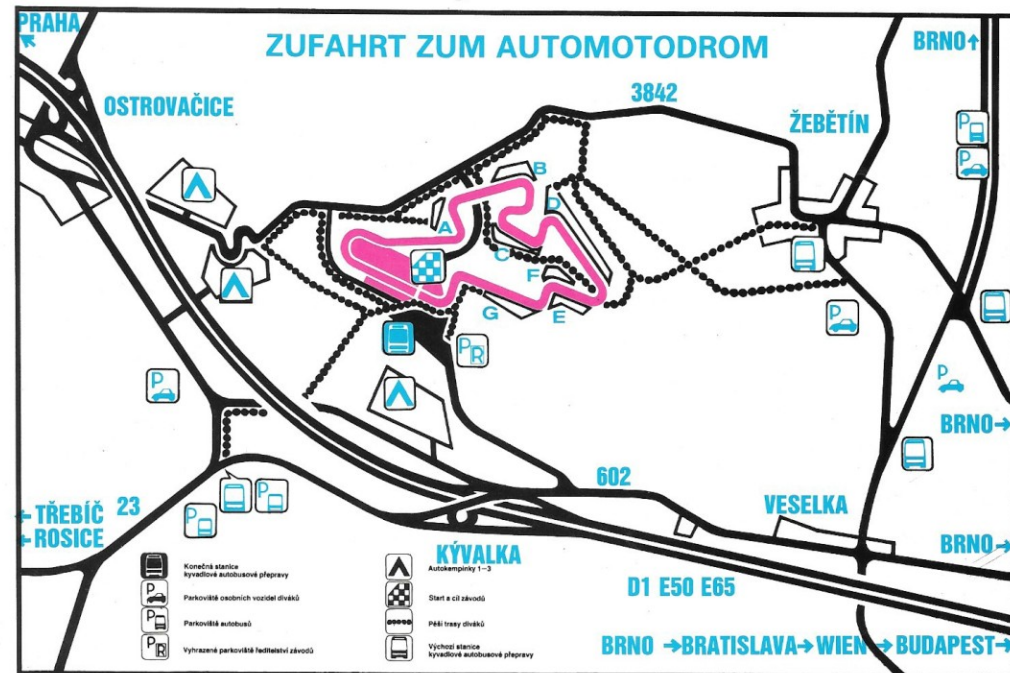 PRAHA
ZUFAHRT ZUM AUTOMOTODROM
BRNO↑
OSTROVAČICE
3842
ŽEBĚTÍN
P
P
B
D
A
C
F
G
E
P
PR
P
P
BRNO→
602
VESELKA
P
P
←TŘEBÍČ 23
←ROSICE
BRNO→
KÝVALKA
D1 E50 E65
BRNO →BRATISLAVA→WIEN→BUDAPEST→
Konečná stanice
kyvadlové autobusové přepravy
P
Parkoviště osobních vozidel diváků
P
Parkoviště autobusů
PR
Vyhrazené parkoviště ředitelství závodů
Autokempinky 1–3
Start a cíl závodů
Pěší trasy diváků
Výchozí stanice
kyvadlové autobusové přepravy